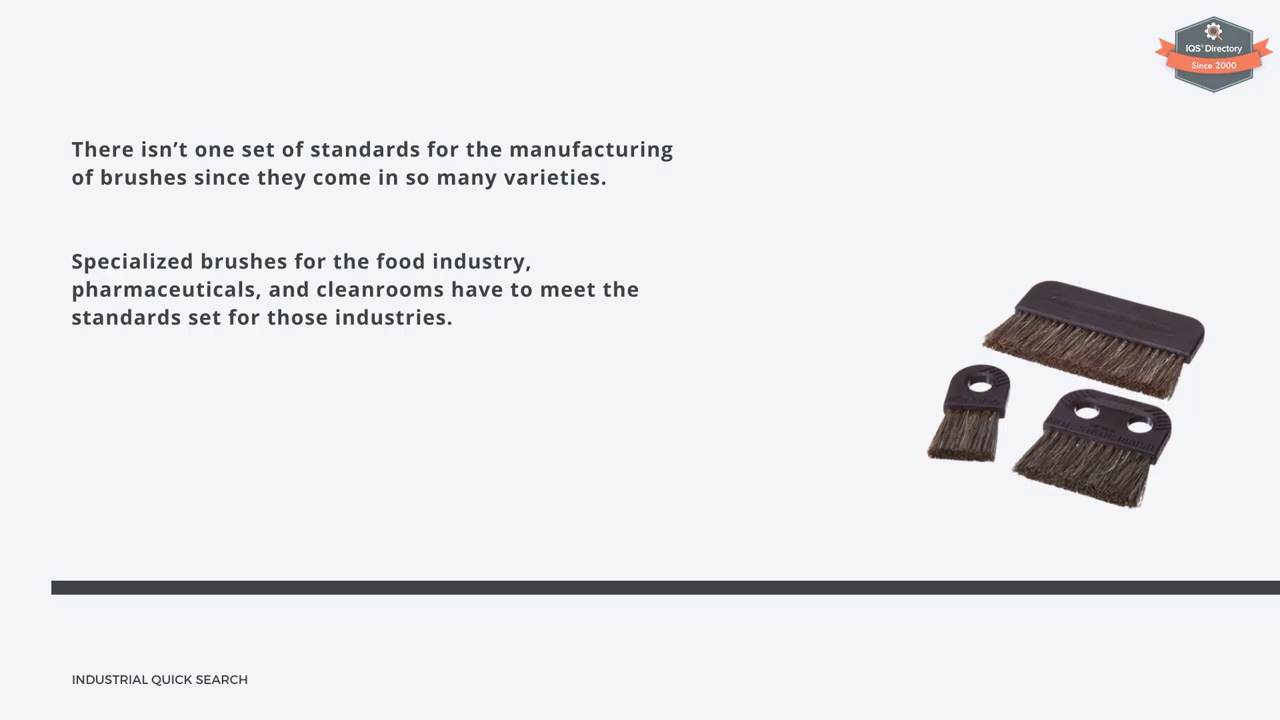 IQS® Directory
Since 2000
There isn’t one set of standards for the manufacturing
of brushes since they come in so many varieties.
Specialized brushes for the food industry,
pharmaceuticals, and cleanrooms have to meet the
standards set for those industries.
INDUSTRIAL QUICK SEARCH